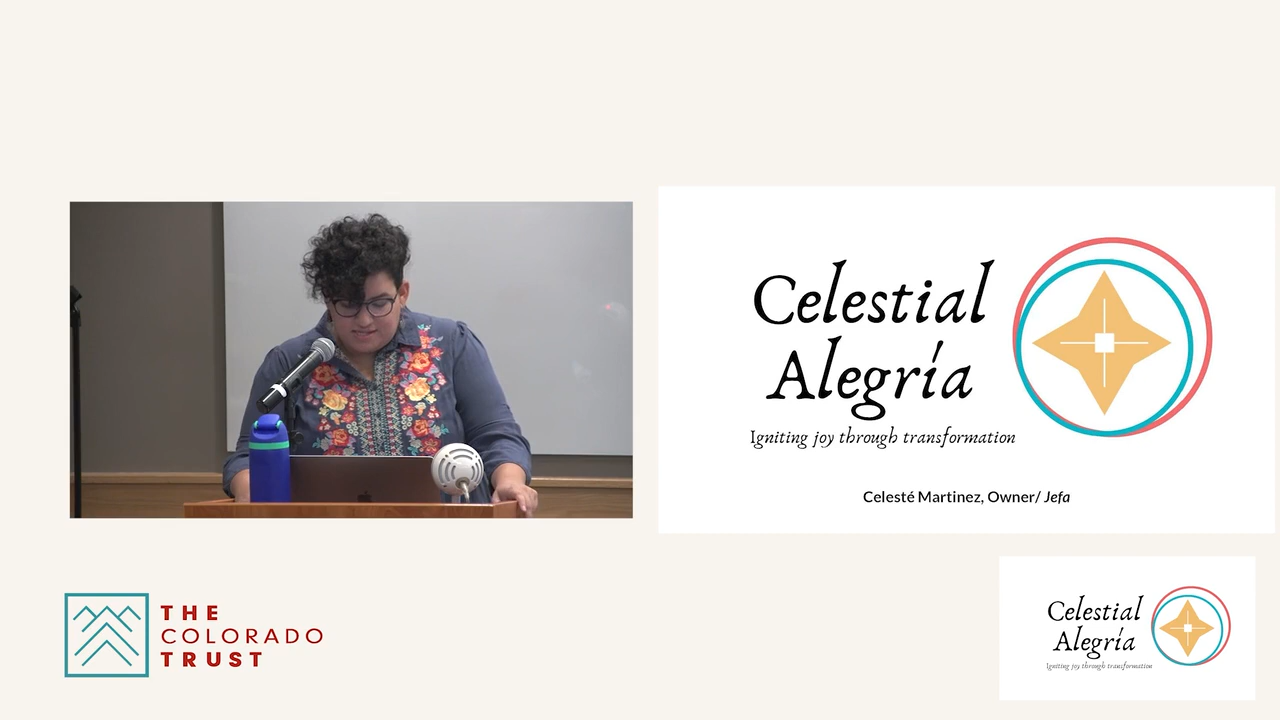 Celestial
Alegría
Igniting joy through transformation
Celesté Martinez, Owner/ Jefa
THE
COLORADO
TRUST
Celestial
Alegría
Igniting joy through transformation